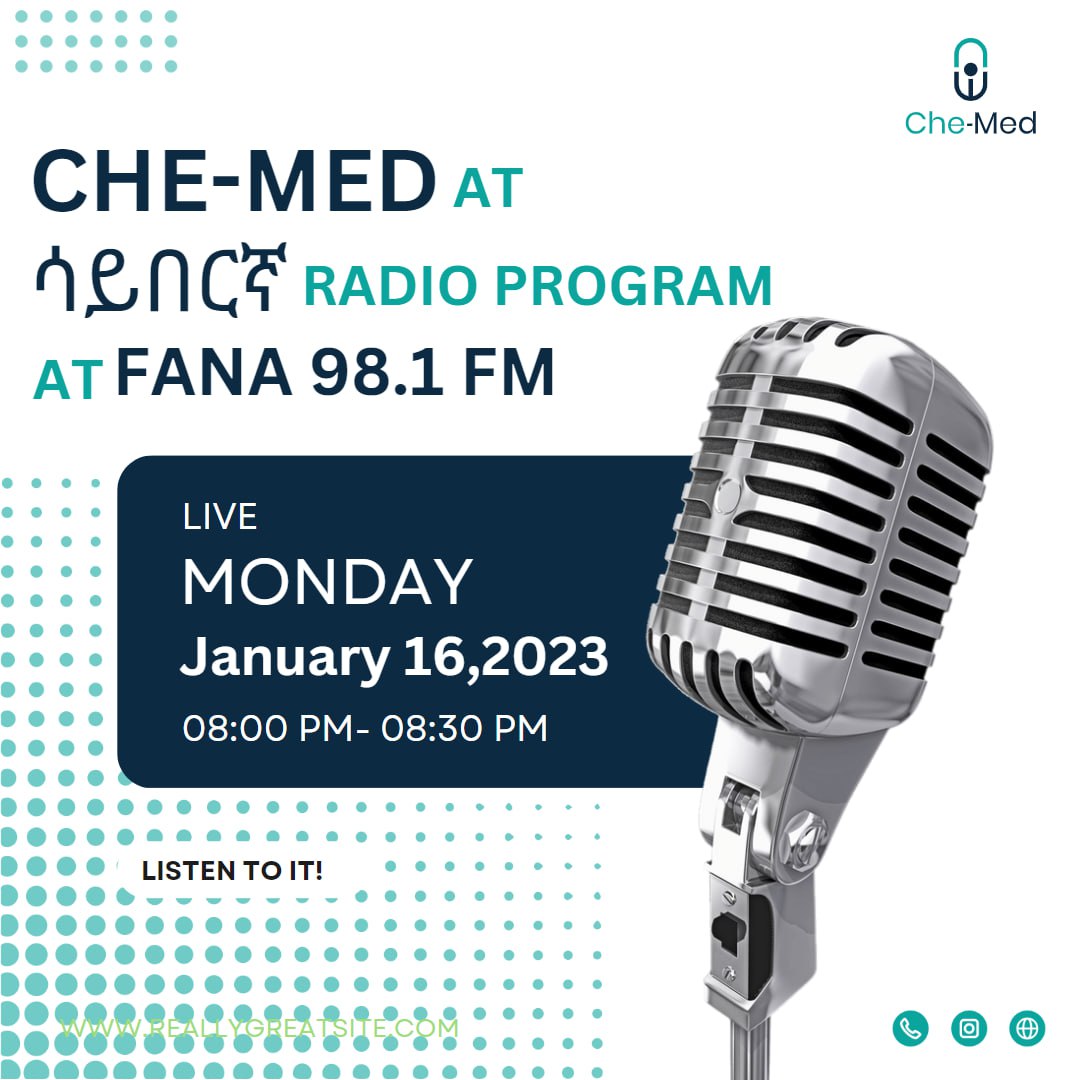 Che-Med
CHE-MED AT
ሳይበርኛ RADIO PROGRAM
AT FANA 98.1 FM
LIVE
MONDAY
January 16,2023
08:00 PM- 08:30 PM
LISTEN TO IT!
WWW.REALLYGREATSITE.COM